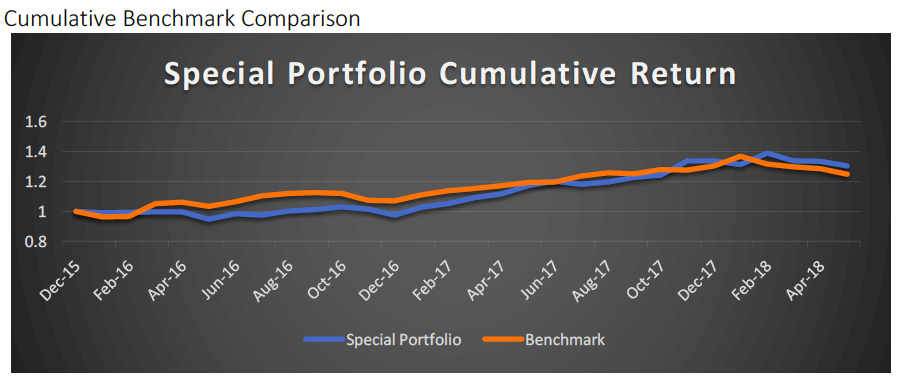 Cumulative Benchmark Comparison
Special Portfolio Cumulative Return
1.6
1.4
1.2
1
0.8
Dec-15 Feb-16 Apr-16 Jun-16 Aug-16 Oct-16 Dec-16 Feb-17 Apr-17 Jun-17 Aug-17 Oct-17 Dec-17 Feb-18 Apr-18
Special Portfolio Benchmark